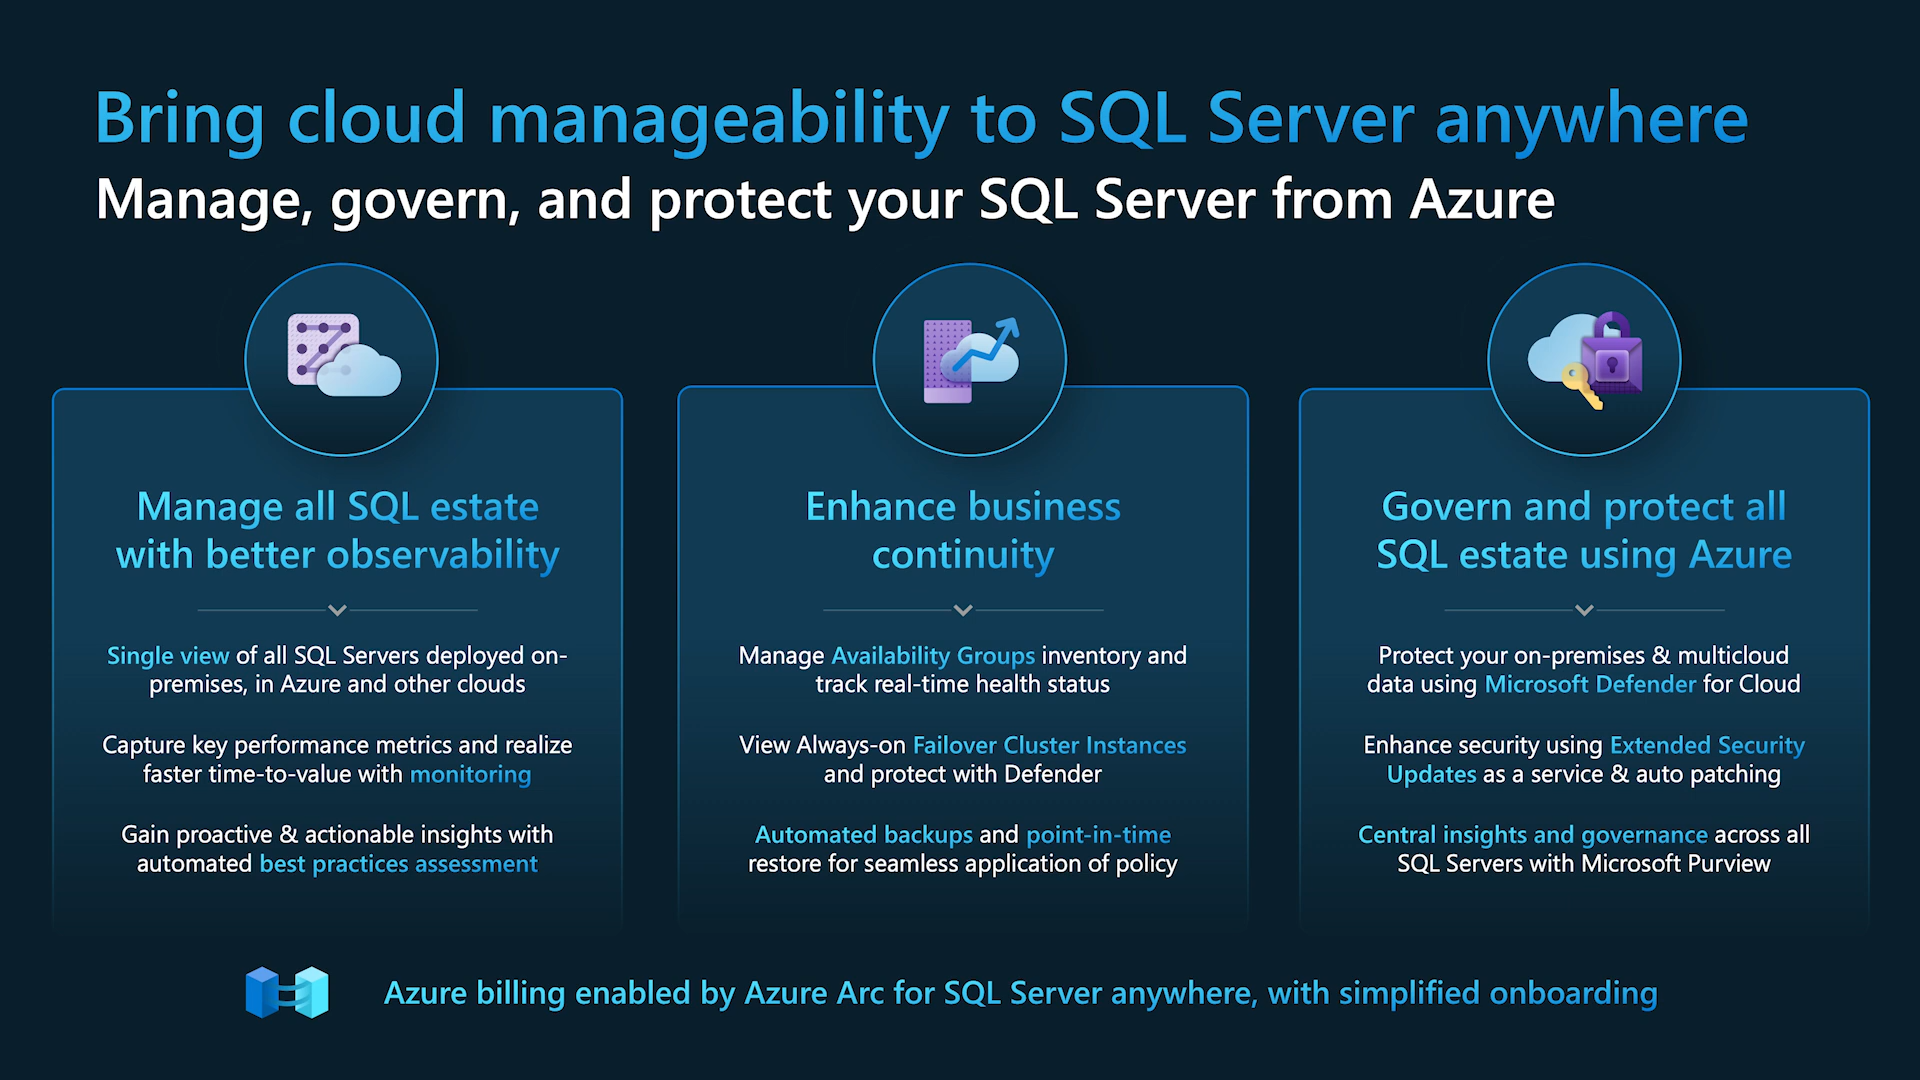 Bring cloud manageability to SQL Server anywhere
Manage, govern, and protect your SQL Server from Azure
Manage all SQL estate
with better observability
Single view of all SQL Servers deployed on-
premises, in Azure and other clouds
Capture key performance metrics and realize
faster time-to-value with monitoring
Gain proactive & actionable insights with
automated best practices assessment
Enhance business
continuity
Manage Availability Groups inventory and
track real-time health status
View Always-on Failover Cluster Instances
and protect with Defender
Automated backups and point-in-time
restore for seamless application of policy
Govern and protect all
SQL estate using Azure
Protect your on-premises & multicloud
data using Microsoft Defender for Cloud
Enhance security using Extended Security
Updates as a service & auto patching
Central insights and governance across all
SQL Servers with Microsoft Purview
Azure billing enabled by Azure Arc for SQL Server anywhere, with simplified onboarding